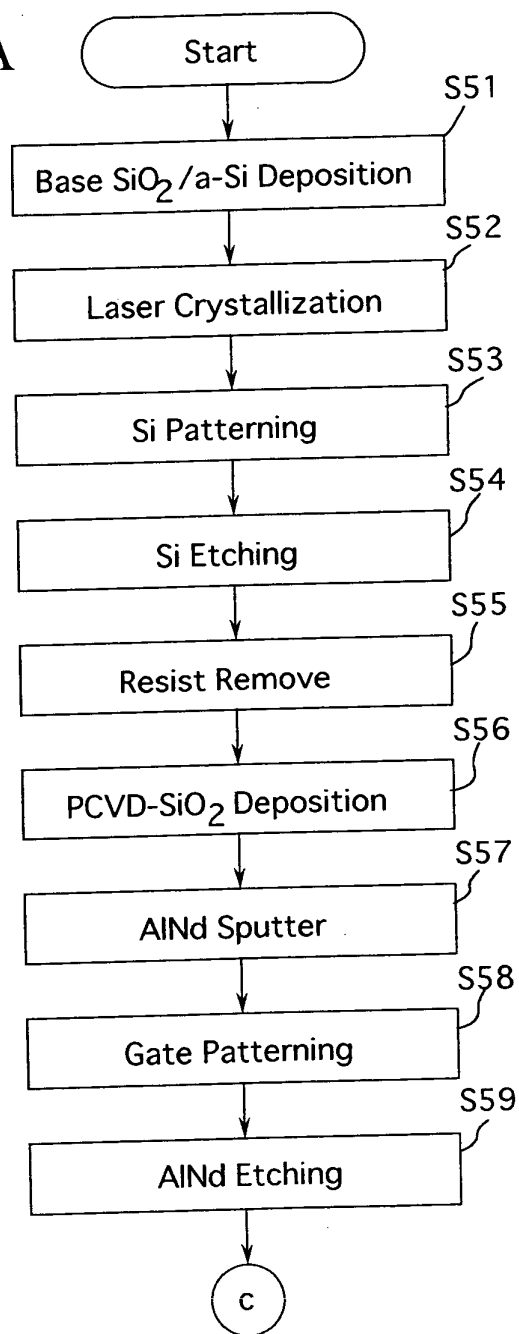 A
Start
S51
Base SiO2/a-Si Deposition
S52
Laser Crystallization
S53
Si Patterning
S54
Si Etching
S55
Resist Remove
S56
PCVD-SiO2 Deposition
S57
AlNd Sputter
S58
Gate Patterning
S59
AlNd Etching
c